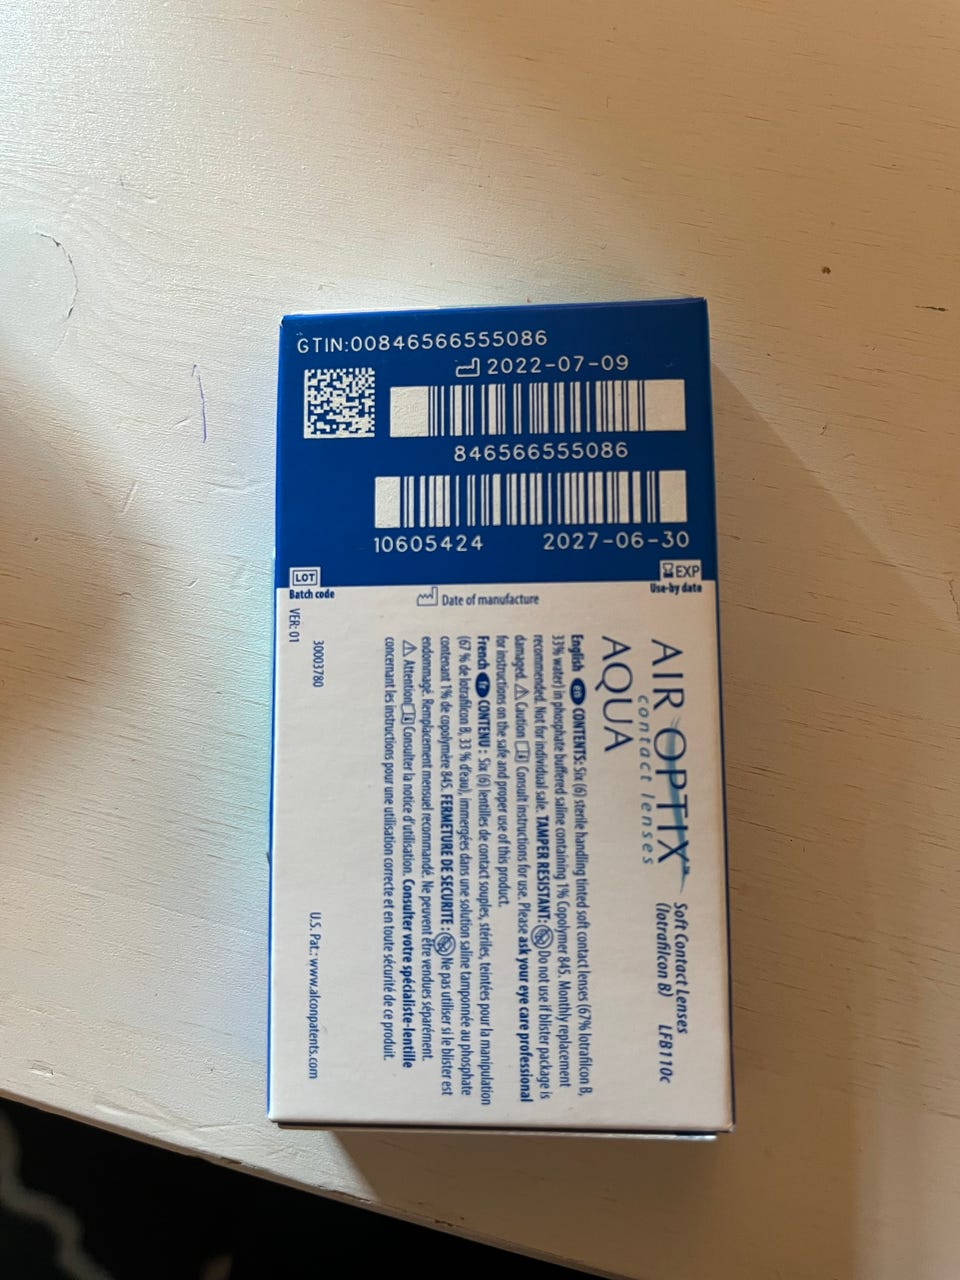 GTIN:00846566555086
2022-07-09
846566555086
10605424 2027-06-30
LOT
Batch code
Date of manufacture
EXP
Use-by date
VER: 01
30003780
AIR OPTIX™
contact lenses
AQUA
Soft Contact Lenses
(lotrafilcon B) LFB110c
English en CONTENTS: Six (6) sterile handling tinted soft contact lenses (67% lotrafilcon B,
33% water) in phosphate buffered saline containing 1% Copolymer 845. Monthly replacement
recommended. Not for individual sale. TAMPER RESISTANT: Do not use if blister package is
damaged. Caution Consult instructions for use. Please ask your eye care professional
for instructions on the safe and proper use of this product.
French fr CONTENU : Six (6) lentilles de contact souples, stériles, teintées pour la manipulation
(67 % de lotrafilcon B, 33 % d'eau), immergées dans une solution saline tamponnée au phosphate
contenant 1% de copolymère 845. FERMETURE DE SECURITE : Ne pas utiliser si le blister est
endommagé. Remplacement mensuel recommandé. Ne peuvent être vendues séparément.
Attention Consulter la notice d'utilisation. Consulter votre spécialiste-lentille
concernant les instructions pour une utilisation correcte et en toute sécurité de ce produit.
U.S. Pat.: www.alconpatents.com